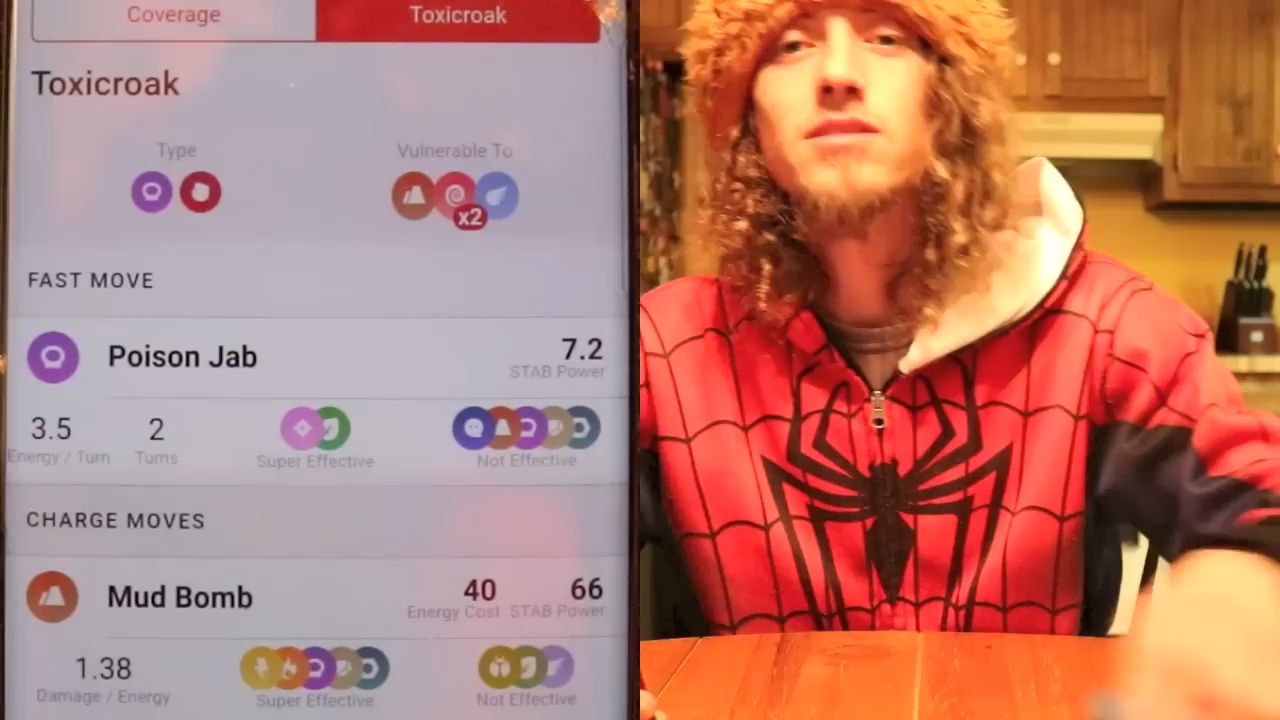 Coverage
Toxicroak
Toxicroak
Type
Vulnerable To
x2
FAST MOVE
Poison Jab
7.2
STAB Power
3.5
2
Energy / Turn
Turns
Super Effective
Not Effective
CHARGE MOVES
Mud Bomb
40
66
Energy Cost
STAB Power
1.38
Damage / Energy
Super Effective
Not Effective